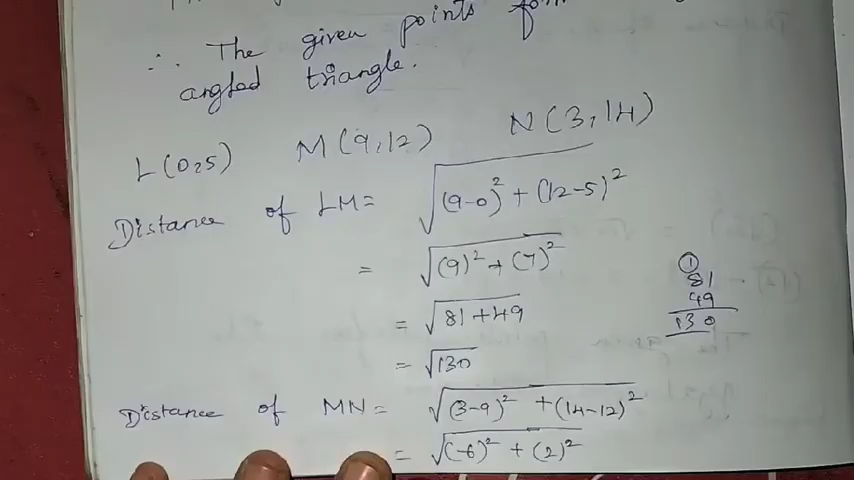 ∴ The given points
angled triangle.
L(0,5) M(9,12) N(3,14)
Distance of LM= √(9-0)² + (12-5)²
= √(9)² + (7)²
= √81+49
= √130
① 81
49
130
Distance of MN= √(3-9)² + (14-12)²
= √(-6)² + (2)²